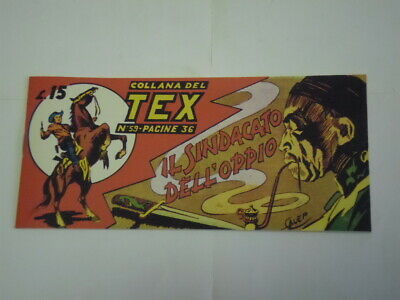 L. 15
COLLANA DEL
TEX
N°59-PAGINE 36
IL SINDACATO
DELL'OPPIO